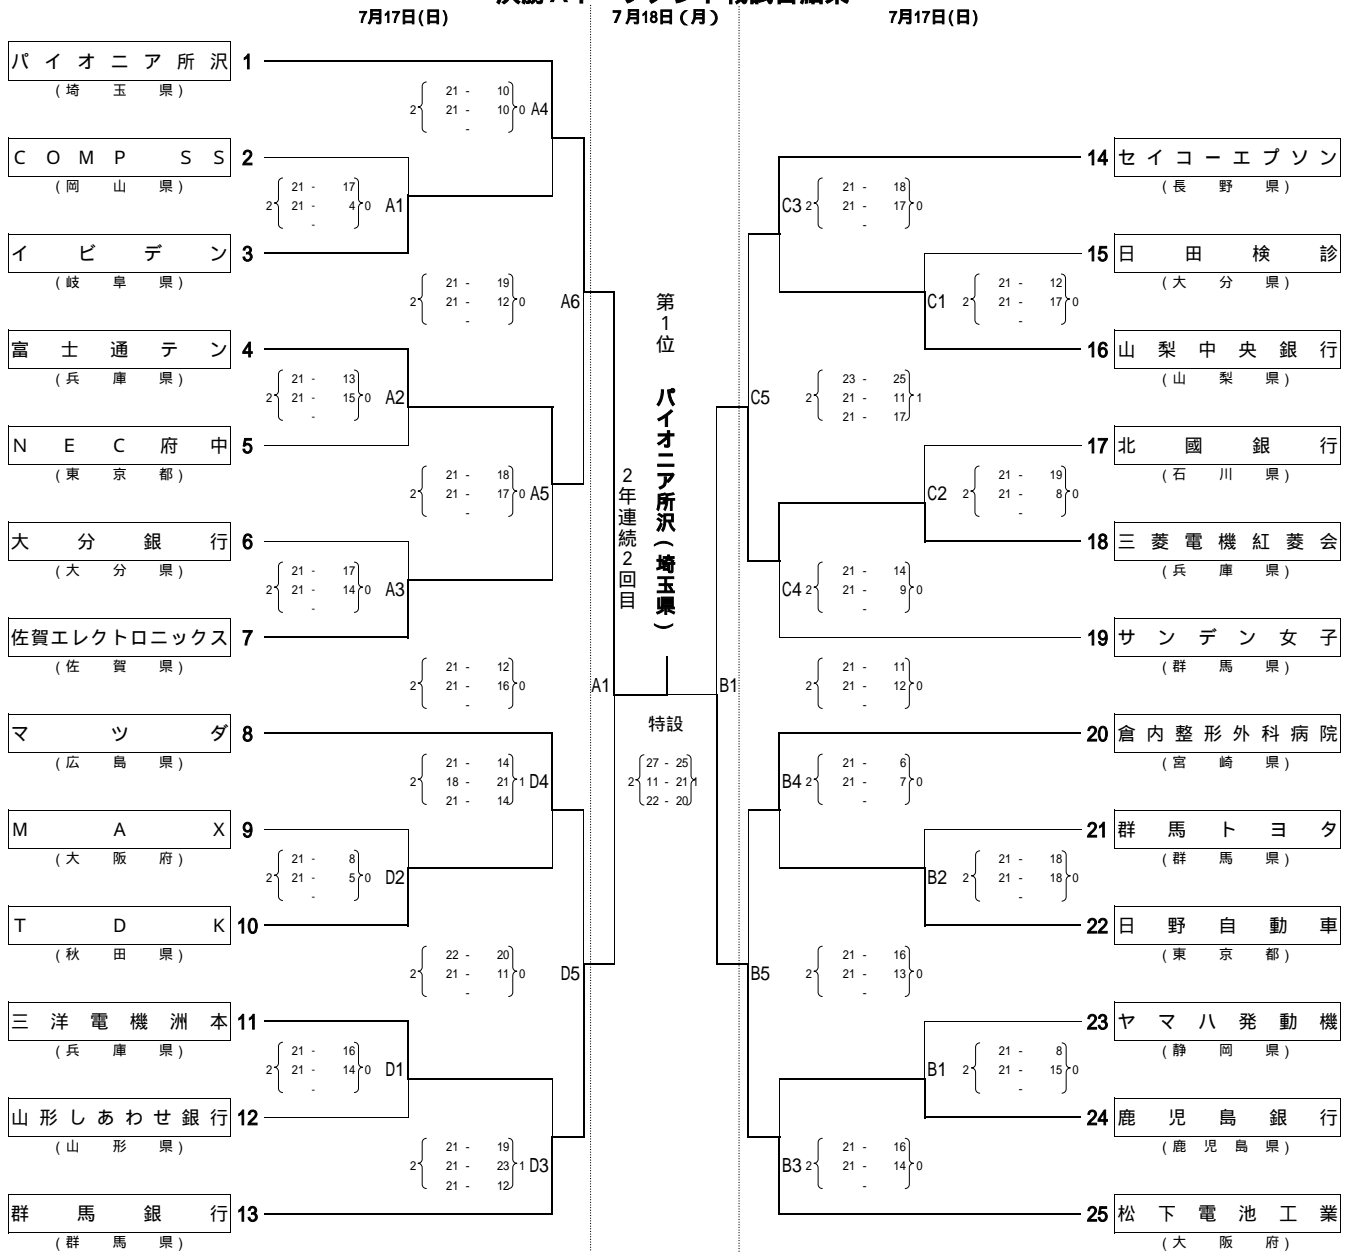 7月17日(日)
7月18日(月)
7月17日(日)
パイオニア所沢 1
(埼玉県)
2 21 - 10 0 A4
21 - 10
-
COMP SS 2
(岡山県)
2 21 - 17 0 A1
21 - 4
-
イビデン 3
(岐阜県)
2 21 - 19 0 A6
21 - 12
-
富士通テン 4
(兵庫県)
2 21 - 13 0 A2
21 - 15
-
NEC府中 5
(東京都)
2 21 - 18 0 A5
21 - 17
-
大分銀行 6
(大分県)
2 21 - 17 0 A3
21 - 14
-
佐賀エレクトロニックス 7
(佐賀県)
2 21 - 12 0 A1
21 - 16
-
マツダ 8
(広島県)
2 21 - 14 1 D4
18 - 21
21 - 14
MAX 9
(大阪府)
2 21 - 8 0 D2
21 - 5
-
TDK 10
(秋田県)
2 22 - 20 0 D5
21 - 11
-
三洋電機洲本 11
(兵庫県)
2 21 - 16 0 D1
21 - 14
-
山形しあわせ銀行 12
(山形県)
2 21 - 19 1 D3
21 - 23
21 - 12
群馬銀行 13
(群馬県)
第1位 パイオニア所沢(埼玉県)
2年連続2回目
特設
2 27 - 25 1
11 - 21
22 - 20
14 セイコーエプソン
(長野県)
C3 2 21 - 18 0
21 - 17
-
15 日田検診
(大分県)
C1 2 21 - 12 0
21 - 17
-
16 山梨中央銀行
(山梨県)
C5 2 23 - 25 1
21 - 11
21 - 17
17 北國銀行
(石川県)
C2 2 21 - 19 0
21 - 8
-
18 三菱電機紅菱会
(兵庫県)
C4 2 21 - 14 0
21 - 9
-
19 サンデン女子
(群馬県)
B1 2 21 - 11 0
21 - 12
-
20 倉内整形外科病院
(宮崎県)
B4 2 21 - 6 0
21 - 7
-
21 群馬トヨタ
(群馬県)
B2 2 21 - 18 0
21 - 18
-
22 日野自動車
(東京都)
B5 2 21 - 16 0
21 - 13
-
23 ヤマハ発動機
(静岡県)
B1 2 21 - 8 0
21 - 15
-
24 鹿児島銀行
(鹿児島県)
B3 2 21 - 16 0
21 - 14
-
25 松下電池工業
(大阪府)